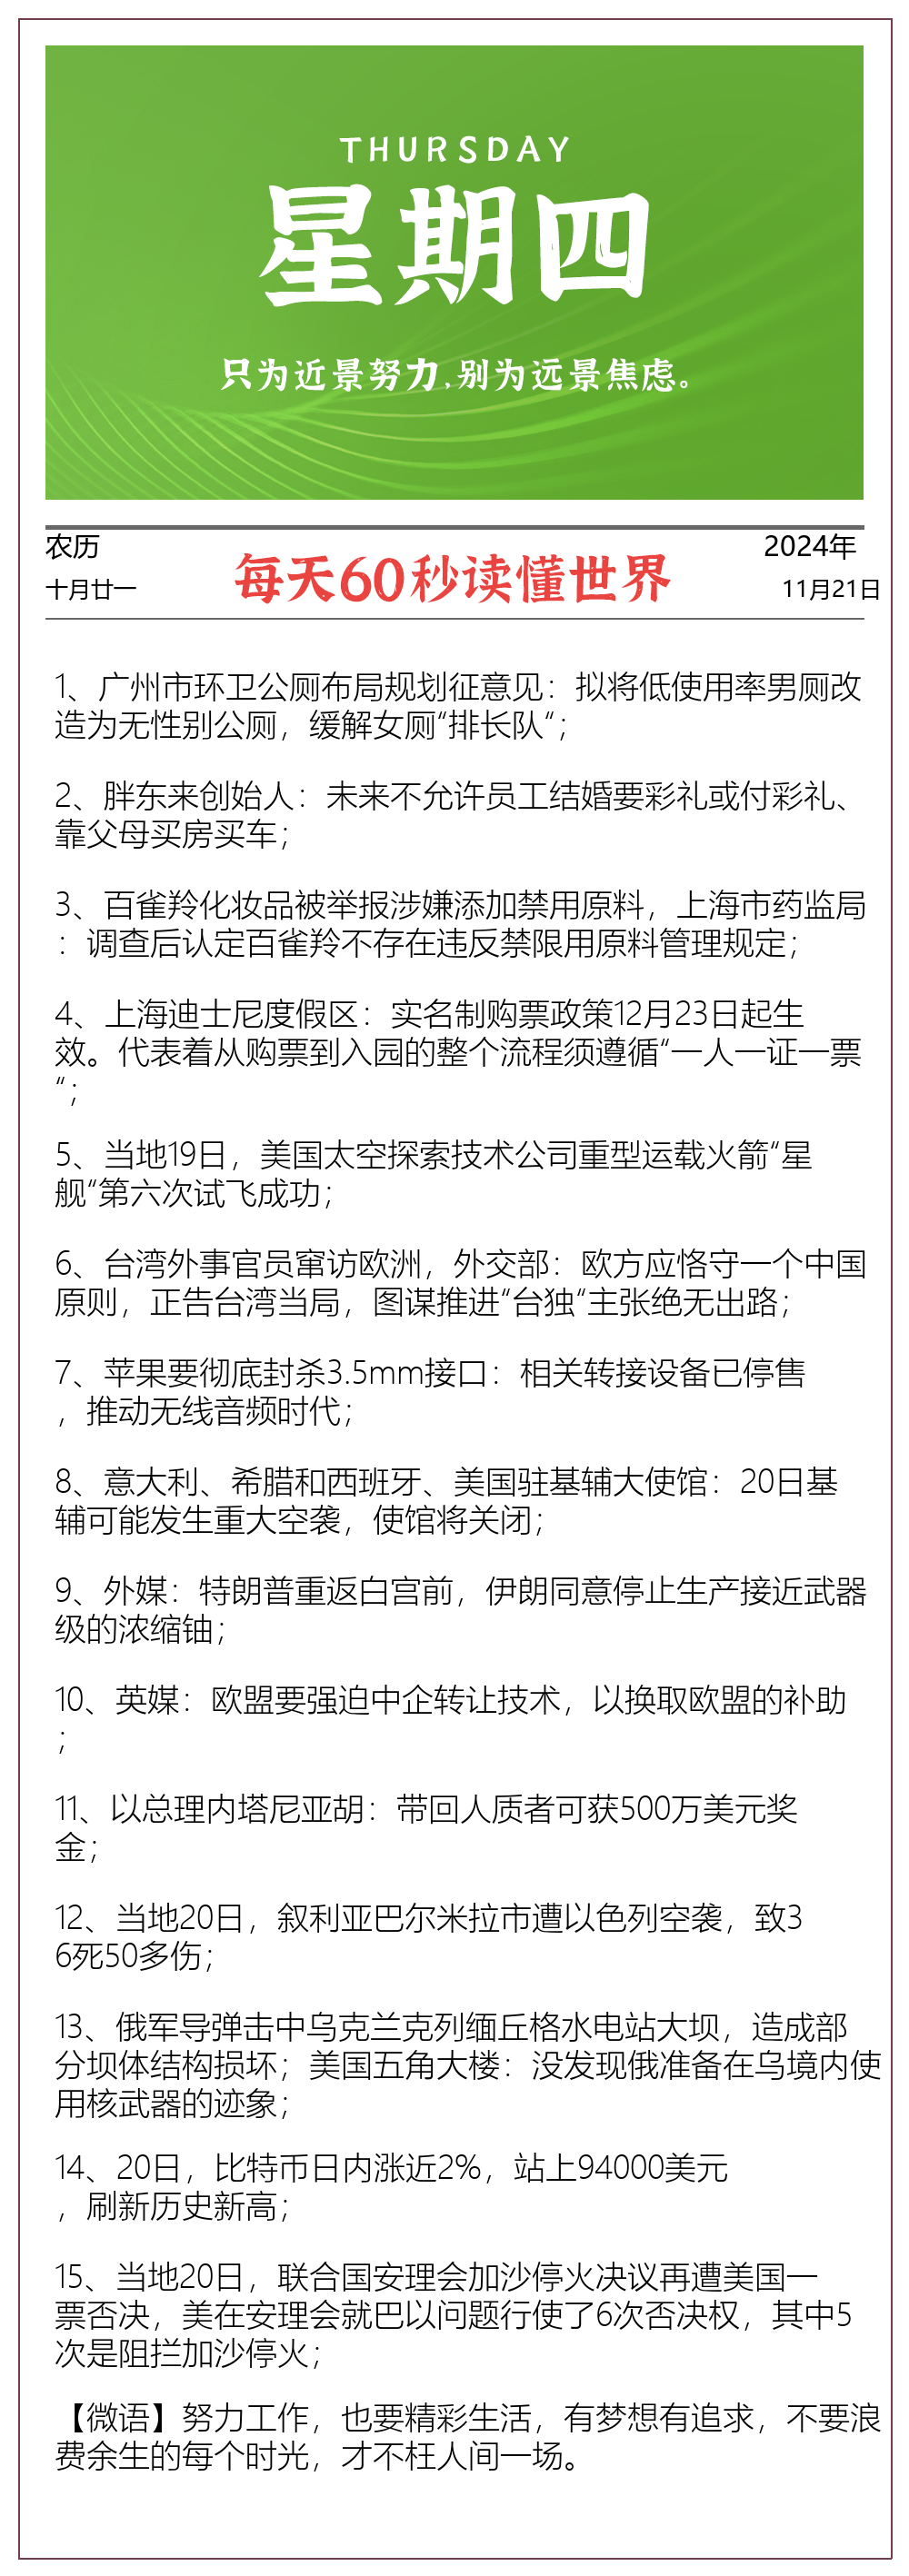 THURSDAY
星期四
只为近景努力,别为远景焦虑。
农历
十月廿一
每天60秒读懂世界
2024年
11月21日
1、广州市环卫公厕布局规划征意见：拟将低使用率男厕改
造为无性别公厕，缓解女厕“排长队“；
2、胖东来创始人：未来不允许员工结婚要彩礼或付彩礼、
靠父母买房买车；
3、百雀羚化妆品被举报涉嫌添加禁用原料，上海市药监局
：调查后认定百雀羚不存在违反禁限用原料管理规定；
4、上海迪士尼度假区：实名制购票政策12月23日起生
效。代表着从购票到入园的整个流程须遵循“一人一证一票
“；
5、当地19日，美国太空探索技术公司重型运载火箭“星
舰“第六次试飞成功；
6、台湾外事官员窜访欧洲，外交部：欧方应恪守一个中国
原则，正告台湾当局，图谋推进“台独“主张绝无出路；
7、苹果要彻底封杀3.5mm接口：相关转接设备已停售
，推动无线音频时代；
8、意大利、希腊和西班牙、美国驻基辅大使馆：20日基
辅可能发生重大空袭，使馆将关闭；
9、外媒：特朗普重返白宫前，伊朗同意停止生产接近武器
级的浓缩铀；
10、英媒：欧盟要强迫中企转让技术，以换取欧盟的补助
；
11、以总理内塔尼亚胡：带回人质者可获500万美元奖
金；
12、当地20日，叙利亚巴尔米拉市遭以色列空袭，致3
6死50多伤；
13、俄军导弹击中乌克兰克列缅丘格水电站大坝，造成部
分坝体结构损坏；美国五角大楼：没发现俄准备在乌境内使
用核武器的迹象；
14、20日，比特币日内涨近2%，站上94000美元
，刷新历史新高；
15、当地20日，联合国安理会加沙停火决议再遭美国一
票否决，美在安理会就巴以问题行使了6次否决权，其中5
次是阻拦加沙停火；
【微语】努力工作，也要精彩生活，有梦想有追求，不要浪
费余生的每个时光，才不枉人间一场。